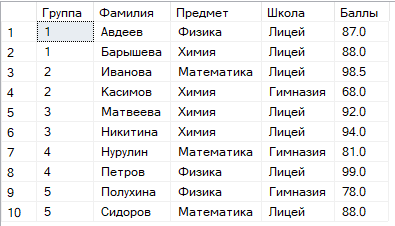 Группа Фамилия Предмет Школа Баллы
1 1 Авдеев Физика Лицей 87.0
2 1 Барышева Химия Лицей 88.0
3 2 Иванова Математика Лицей 98.5
4 2 Касимов Химия Гимназия 68.0
5 3 Матвеева Химия Лицей 92.0
6 3 Никитина Химия Лицей 94.0
7 4 Нурулин Математика Гимназия 81.0
8 4 Петров Физика Лицей 99.0
9 5 Полухина Физика Гимназия 78.0
10 5 Сидоров Математика Лицей 88.0